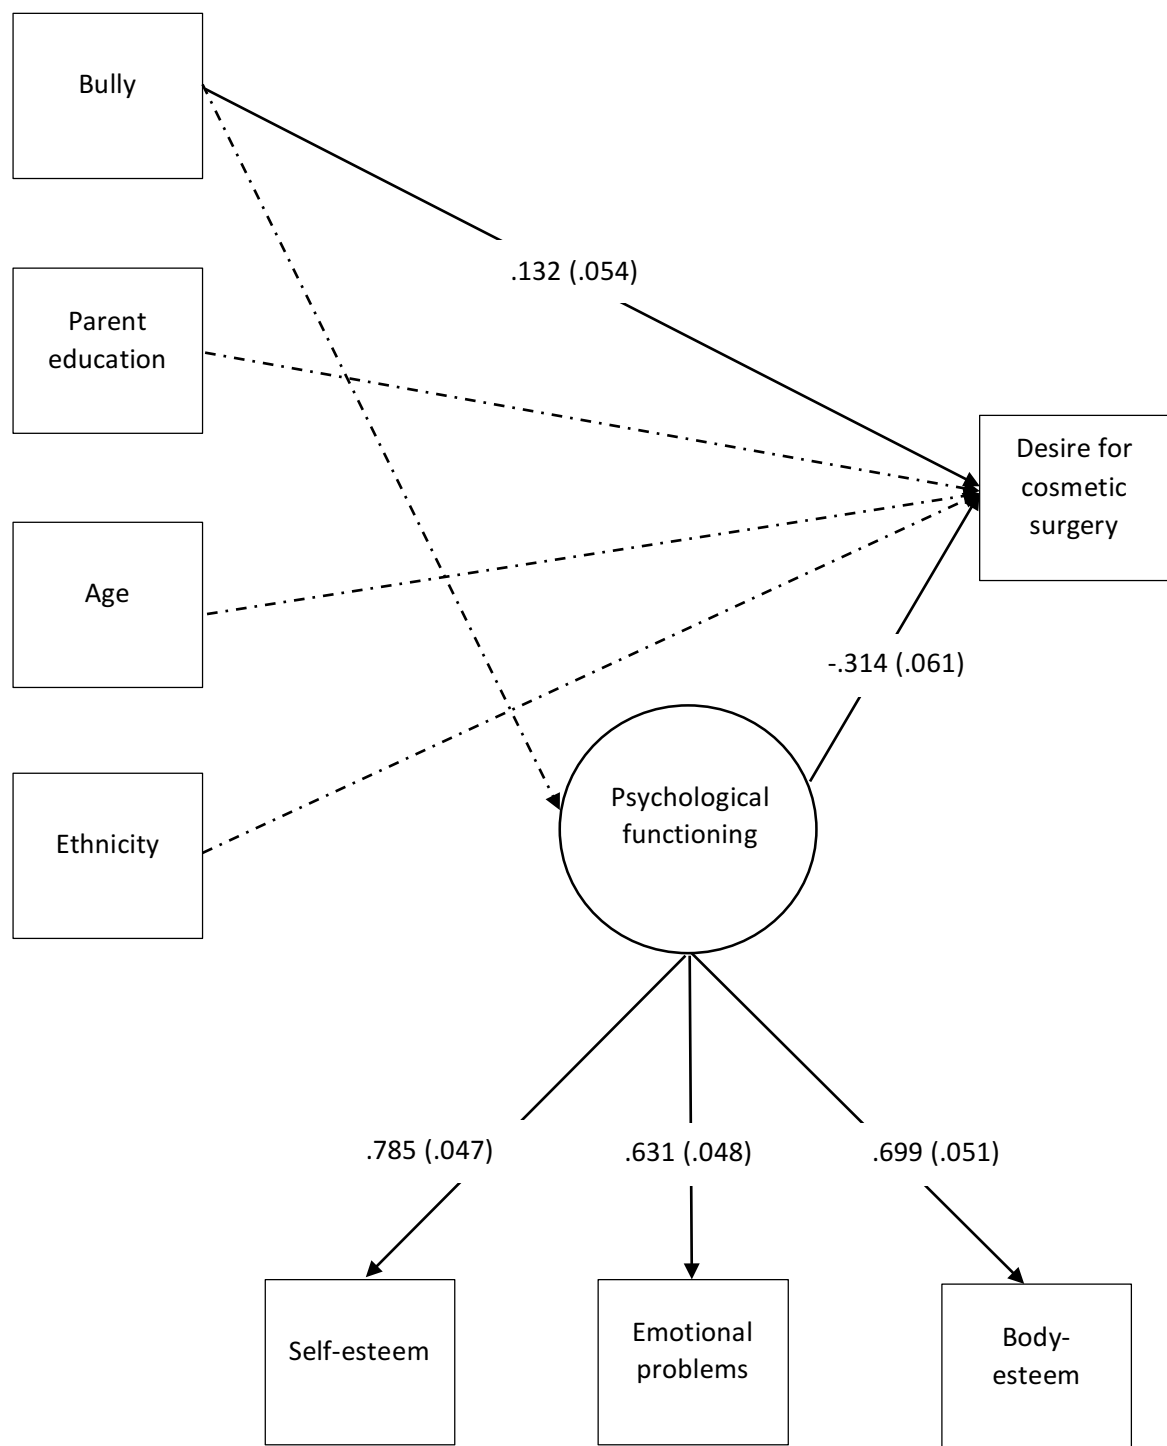 Bully
.132 (.054)
Parent
education
Desire for
cosmetic
surgery
Age
-.314 (.061)
Psychological
functioning
Ethnicity
.785 (.047)
.631 (.048)
.699 (.051)
Self-esteem
Emotional
problems
Body-
esteem